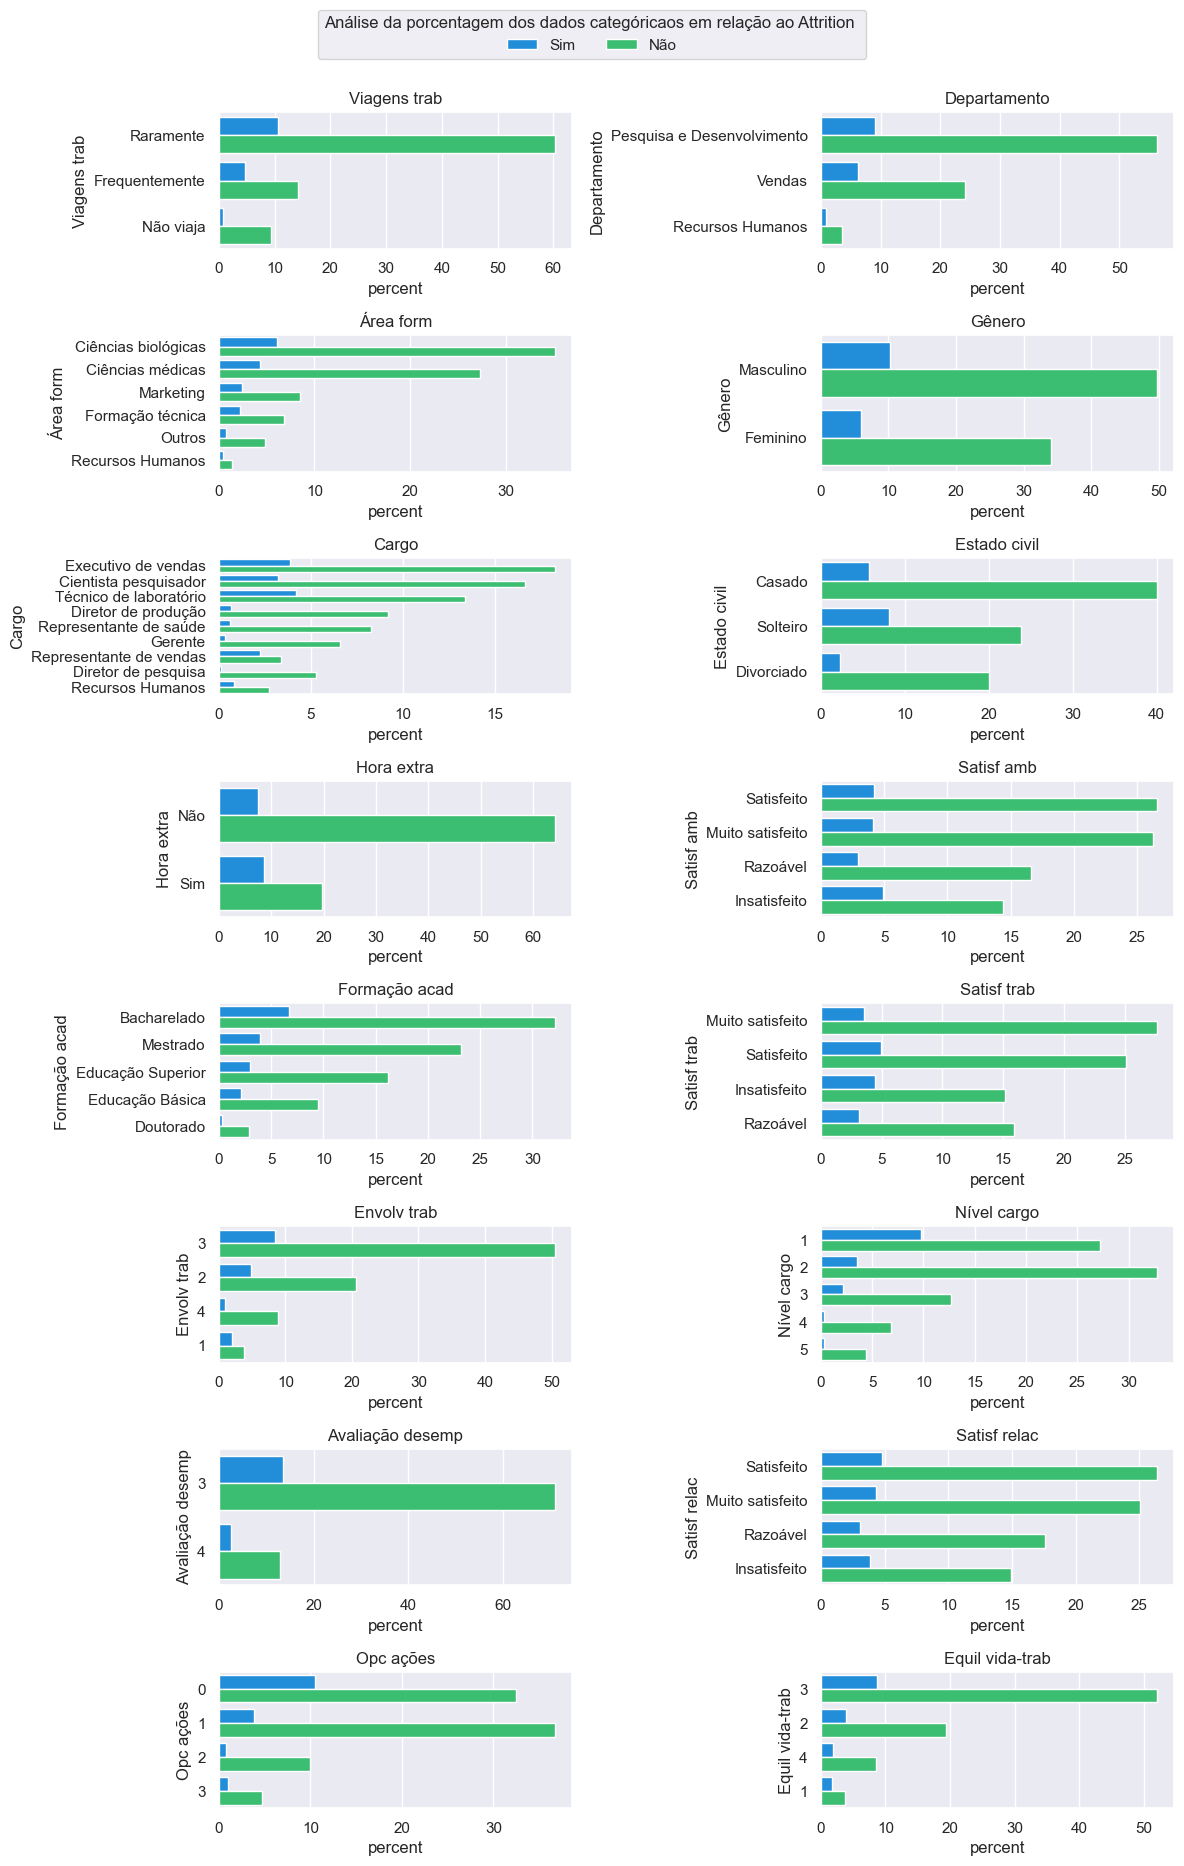 Análise da porcentagem dos dados categóricaos em relação ao Attrition
Sim Não
Viagens trab
Viagens trab
Raramente
Frequentemente
Não viaja
0 10 20 30 40 50 60
percent
Departamento
Departamento
Pesquisa e Desenvolvimento
Vendas
Recursos Humanos
0 10 20 30 40 50
percent
Área form
Área form
Ciências biológicas
Ciências médicas
Marketing
Formação técnica
Outros
Recursos Humanos
0 10 20 30
percent
Gênero
Gênero
Masculino
Feminino
0 10 20 30 40 50
percent
Cargo
Cargo
Executivo de vendas
Cientista pesquisador
Técnico de laboratório
Diretor de produção
Representante de saúde
Gerente
Representante de vendas
Diretor de pesquisa
Recursos Humanos
0 5 10 15
percent
Estado civil
Estado civil
Casado
Solteiro
Divorciado
0 10 20 30 40
percent
Hora extra
Hora extra
Não
Sim
0 10 20 30 40 50 60
percent
Satisf amb
Satisf amb
Satisfeito
Muito satisfeito
Razoável
Insatisfeito
0 5 10 15 20 25
percent
Formação acad
Formação acad
Bacharelado
Mestrado
Educação Superior
Educação Básica
Doutorado
0 5 10 15 20 25 30
percent
Satisf trab
Satisf trab
Muito satisfeito
Satisfeito
Insatisfeito
Razoável
0 5 10 15 20 25
percent
Envolv trab
Envolv trab
3
2
4
1
0 10 20 30 40 50
percent
Nível cargo
Nível cargo
1
2
3
4
5
0 5 10 15 20 25 30
percent
Avaliação desemp
Avaliação desemp
3
4
0 20 40 60
percent
Satisf relac
Satisf relac
Satisfeito
Muito satisfeito
Razoável
Insatisfeito
0 5 10 15 20 25
percent
Opc ações
Opc ações
0
1
2
3
0 10 20 30
percent
Equil vida-trab
Equil vida-trab
3
2
4
1
0 10 20 30 40 50
percent